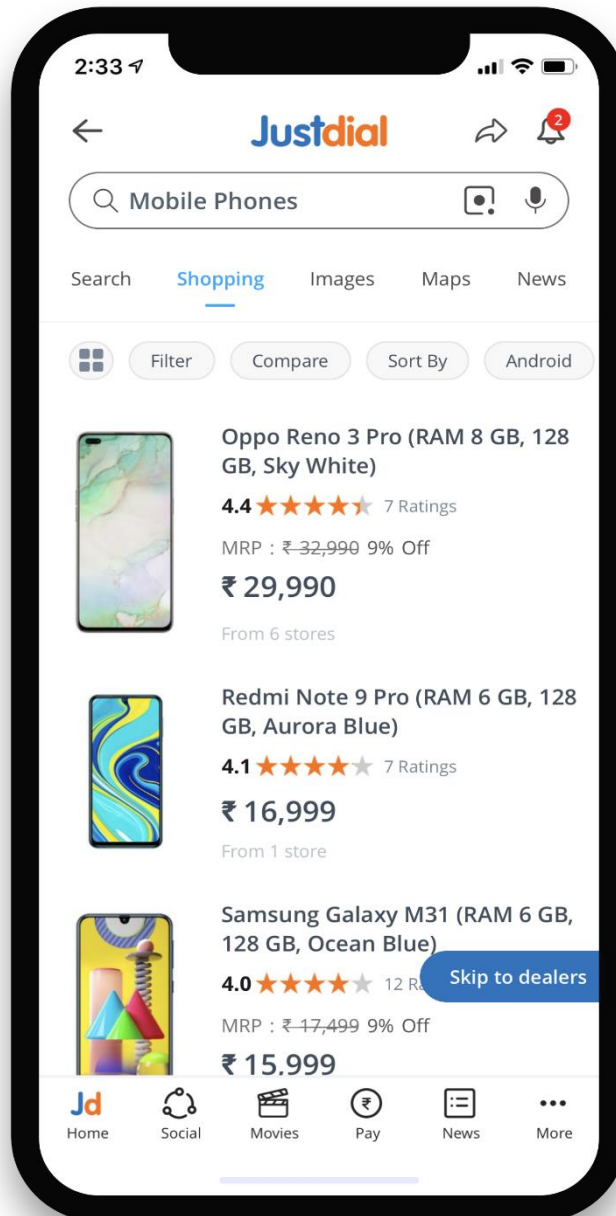 2:33
Justdial
2
Mobile Phones
Search Shopping Images Maps News
Filter Compare Sort By Android
Oppo Reno 3 Pro (RAM 8 GB, 128
GB, Sky White)
4.4 7 Ratings
MRP : ₹ 32,990 9% Off
₹ 29,990
From 6 stores
Redmi Note 9 Pro (RAM 6 GB, 128
GB, Aurora Blue)
4.1 7 Ratings
₹ 16,999
From 1 store
Samsung Galaxy M31 (RAM 6 GB,
128 GB, Ocean Blue)
4.0 12
Skip to dealers
MRP : ₹ 17,499 9% Off
₹ 15,999
Jd ₹
Home Social Movies Pay News More